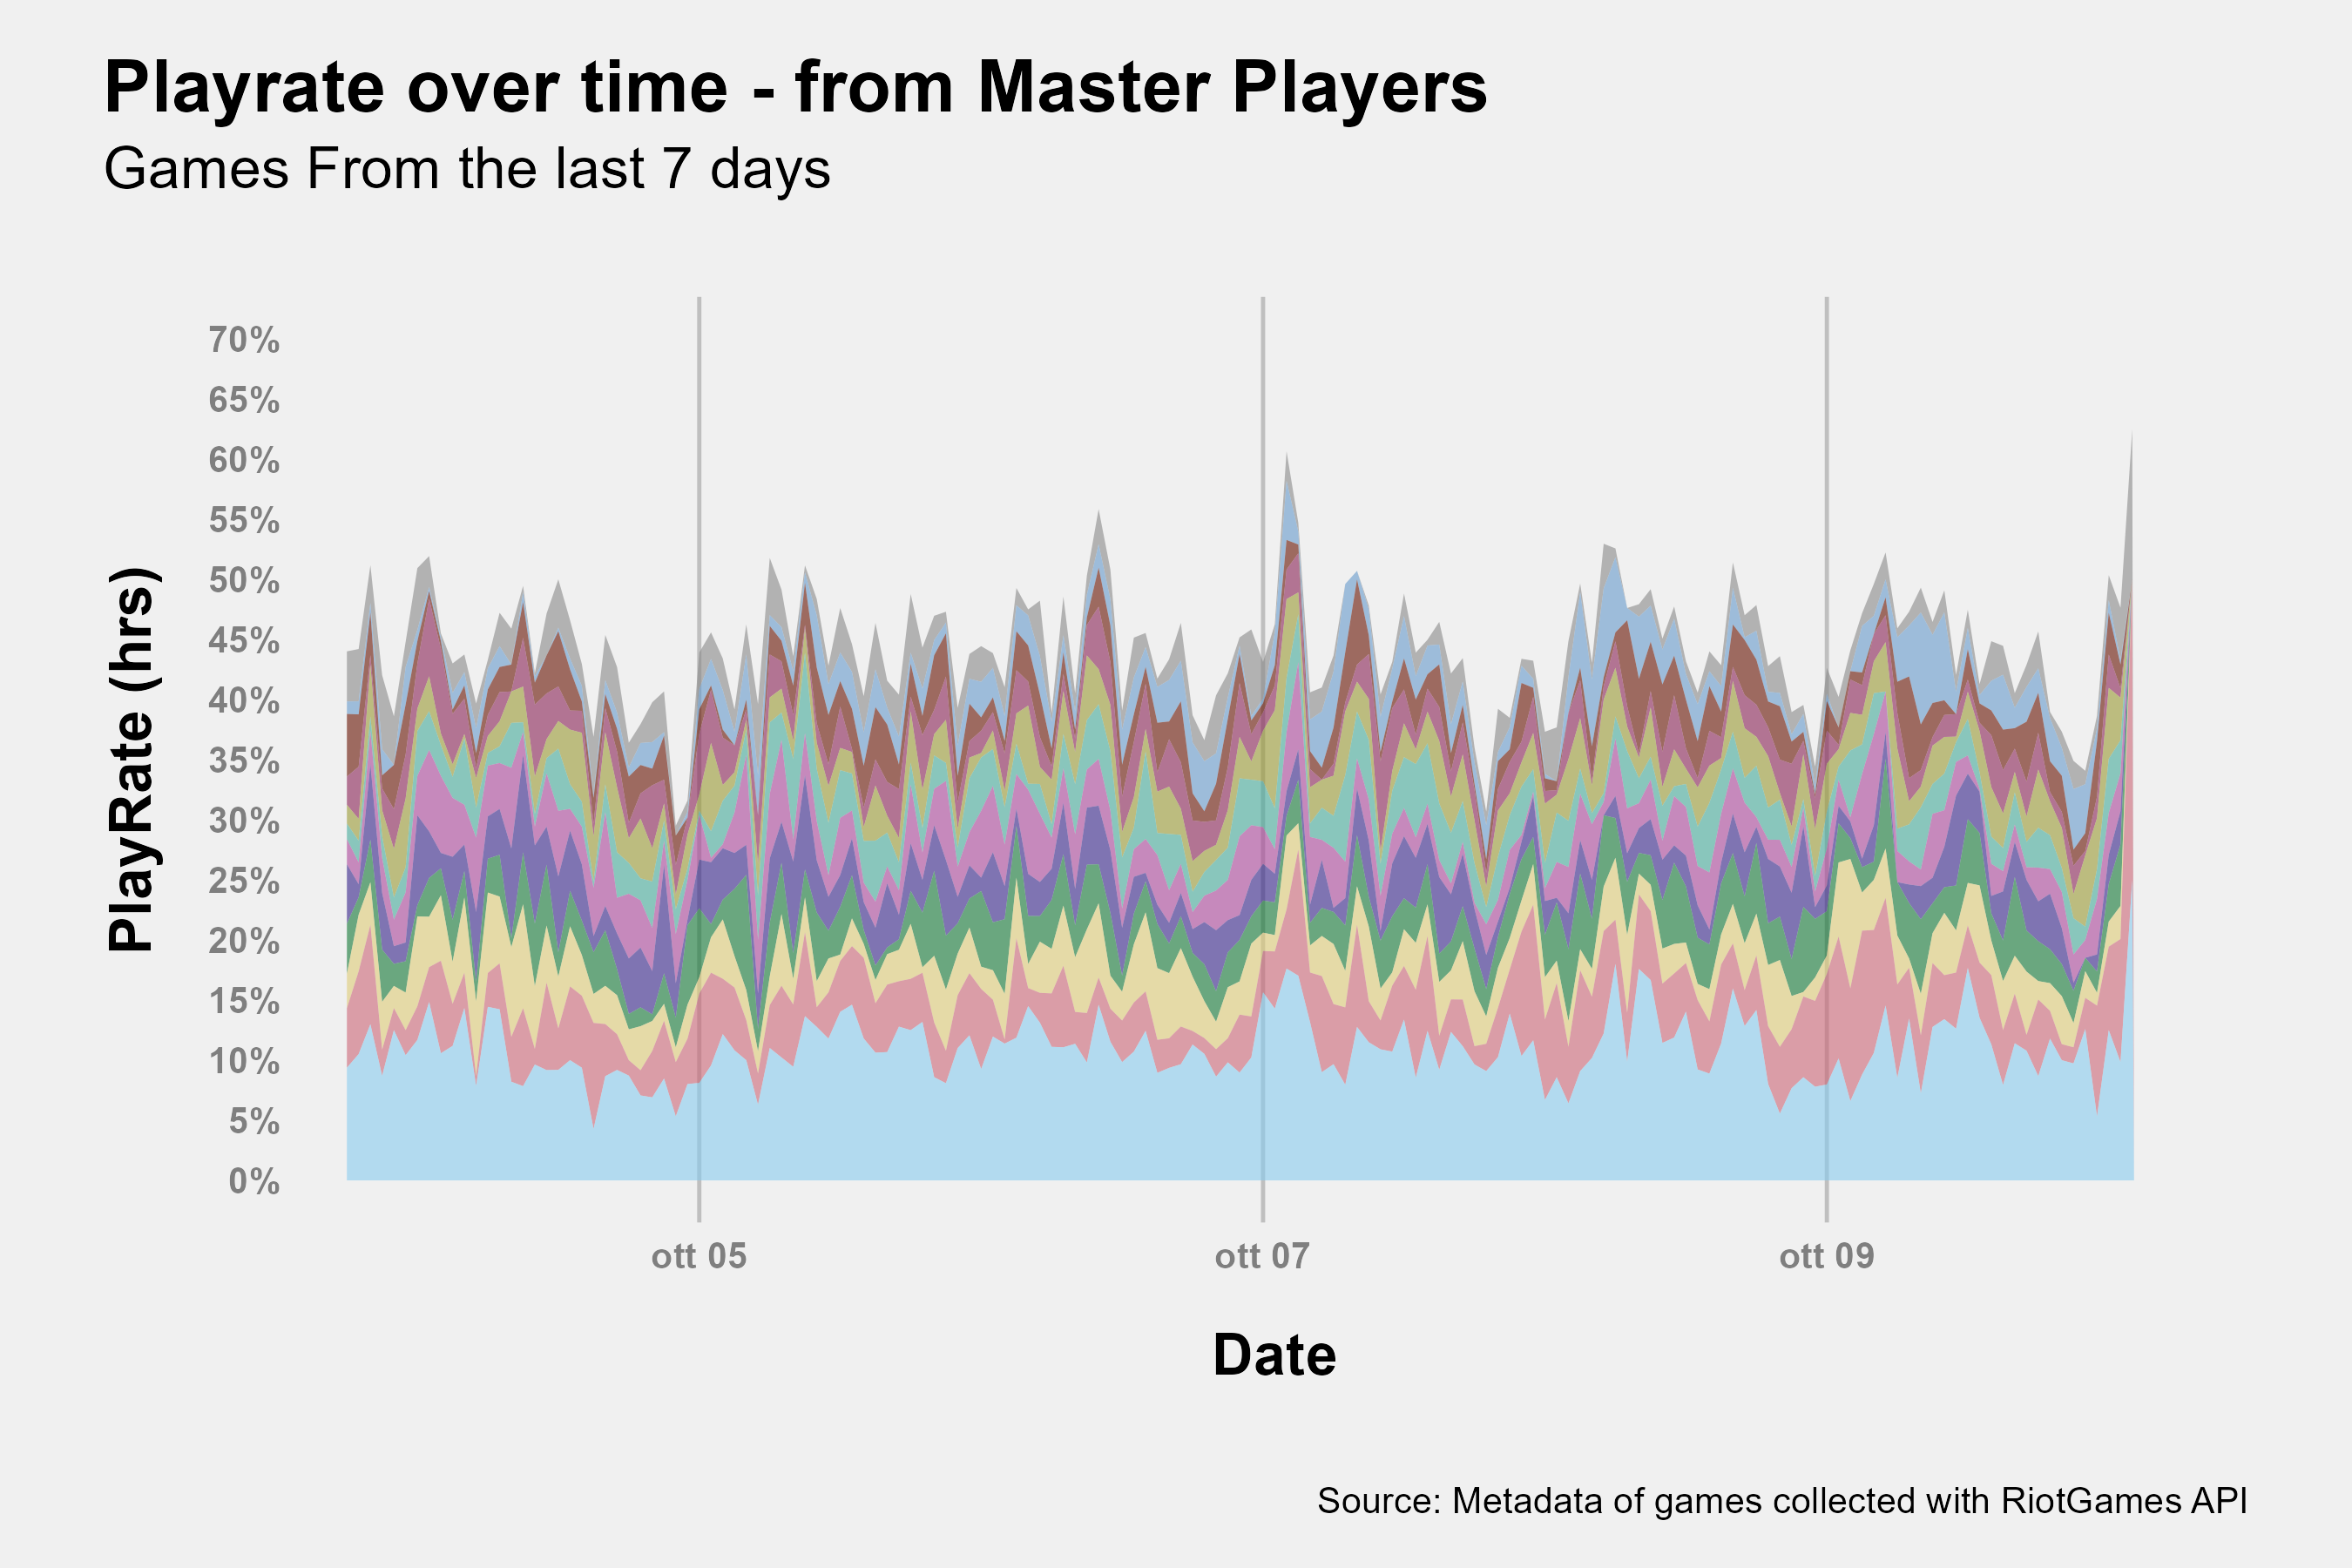 Playrate over time - from Master Players
Games From the last 7 days
70%
65%
60%
55%
50%
45%
40%
35%
30%
25%
20%
15%
10%
5%
0%
PlayRate (hrs)
ott 05
ott 07
ott 09
Date
Source: Metadata of games collected with RiotGames API